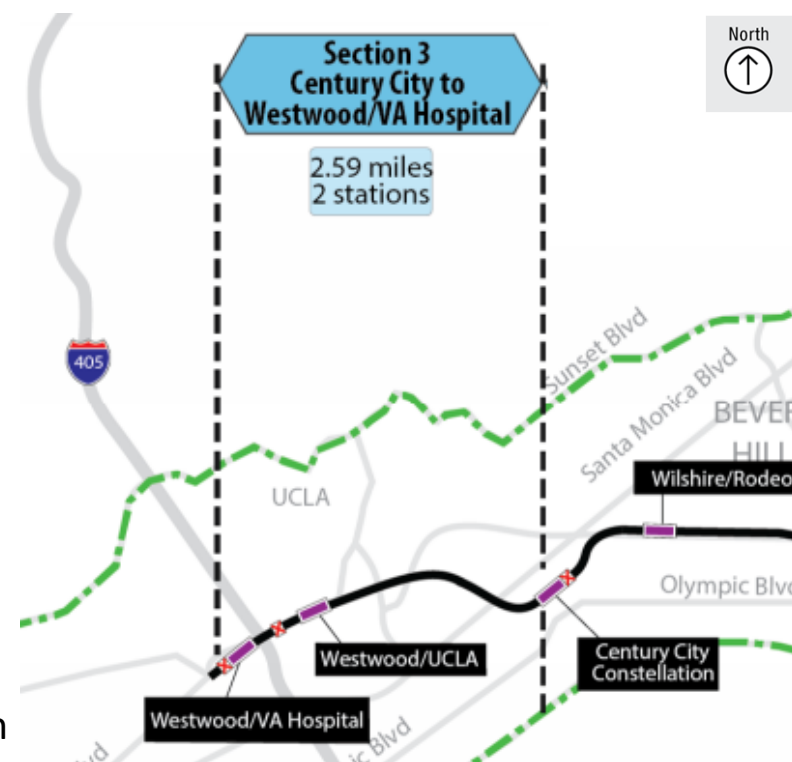 Section 3
Century City to
Westwood/VA Hospital
North
2.59 miles
2 stations
405
Sunset Blvd
Santa Monica Blvd
UCLA
Wilshire/Rodeo
Olympic Blvd
Westwood/UCLA
Century City
Constellation
Westwood/VA Hospital